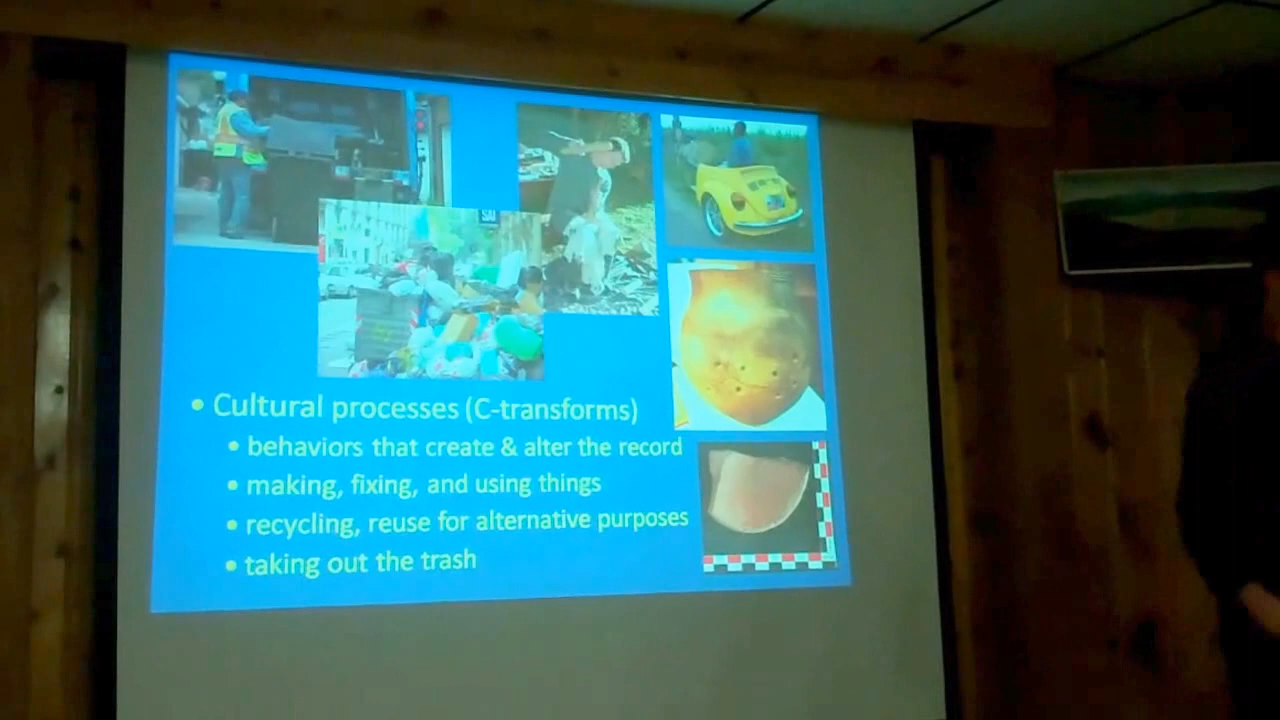 • Cultural processes (C-transforms)
• behaviors that create & alter the record
• making, fixing, and using things
• recycling, reuse for alternative purposes
• taking out the trash